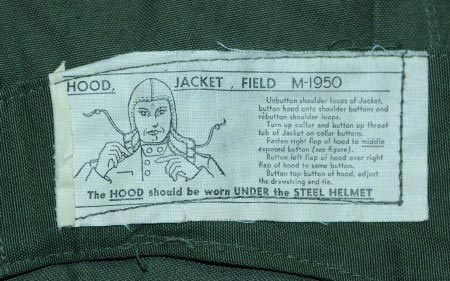 HOOD, JACKET, FIELD M-1950
Unbutton shoulder loops of Jacket,
button hood onto shoulder buttons and
rebutton shoulder loops.
Turn up collar and button up throat
tab of Jacket on collar buttons.
Fasten right flap of hood to middle
exposed button (see figure).
Button left flap of hood over right
flap of hood to same button.
Button top button of hood, adjust
the drawstring and tie.
The HOOD should be worn UNDER the STEEL HELMET